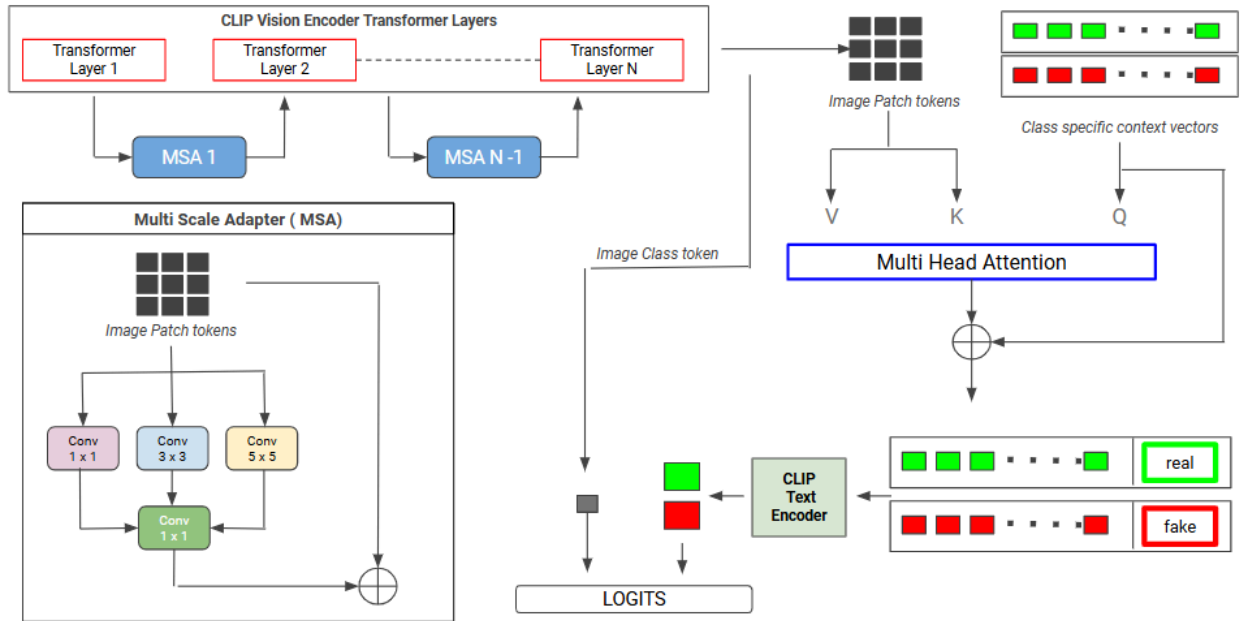 CLIP Vision Encoder Transformer Layers
Transformer
Layer 1
Transformer
Layer 2
Transformer
Layer N
MSA 1
MSA N -1
Image Patch tokens
Class specific context vectors
V
K
Q
Multi Head Attention
Image Class token
Multi Scale Adapter ( MSA)
Image Patch tokens
Conv
1 x 1
Conv
3 x 3
Conv
5 x 5
Conv
1 x 1
real
fake
CLIP
Text
Encoder
LOGITS